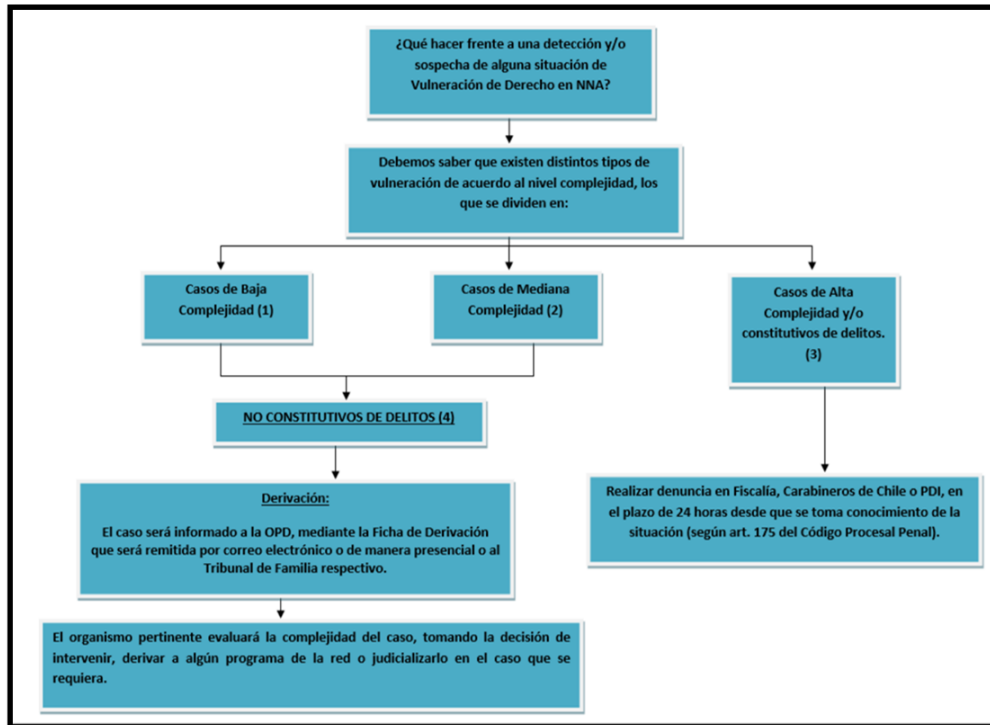 ¿Qué hacer frente a una detección y/o
sospecha de alguna situación de
Vulneración de Derecho en NNA?
Debemos saber que existen distintos tipos de
vulneración de acuerdo al nivel complejidad, los
que se dividen en:
Casos de Baja
Complejidad (1)
Casos de Mediana
Complejidad (2)
Casos de Alta
Complejidad y/o
constitutivos de delitos.
(3)
NO CONSTITUTIVOS DE DELITOS (4)
Derivación:
El caso será informado a la OPD, mediante la Ficha de Derivación
que será remitida por correo electrónico o de manera presencial o al
Tribunal de Familia respectivo.
Realizar denuncia en Fiscalía, Carabineros de Chile o PDI, en
el plazo de 24 horas desde que se toma conocimiento de la
situación (según art. 175 del Código Procesal Penal).
El organismo pertinente evaluará la complejidad del caso, tomando la decisión de
intervenir, derivar a algún programa de la red o judicializarlo en el caso que se
requiera.